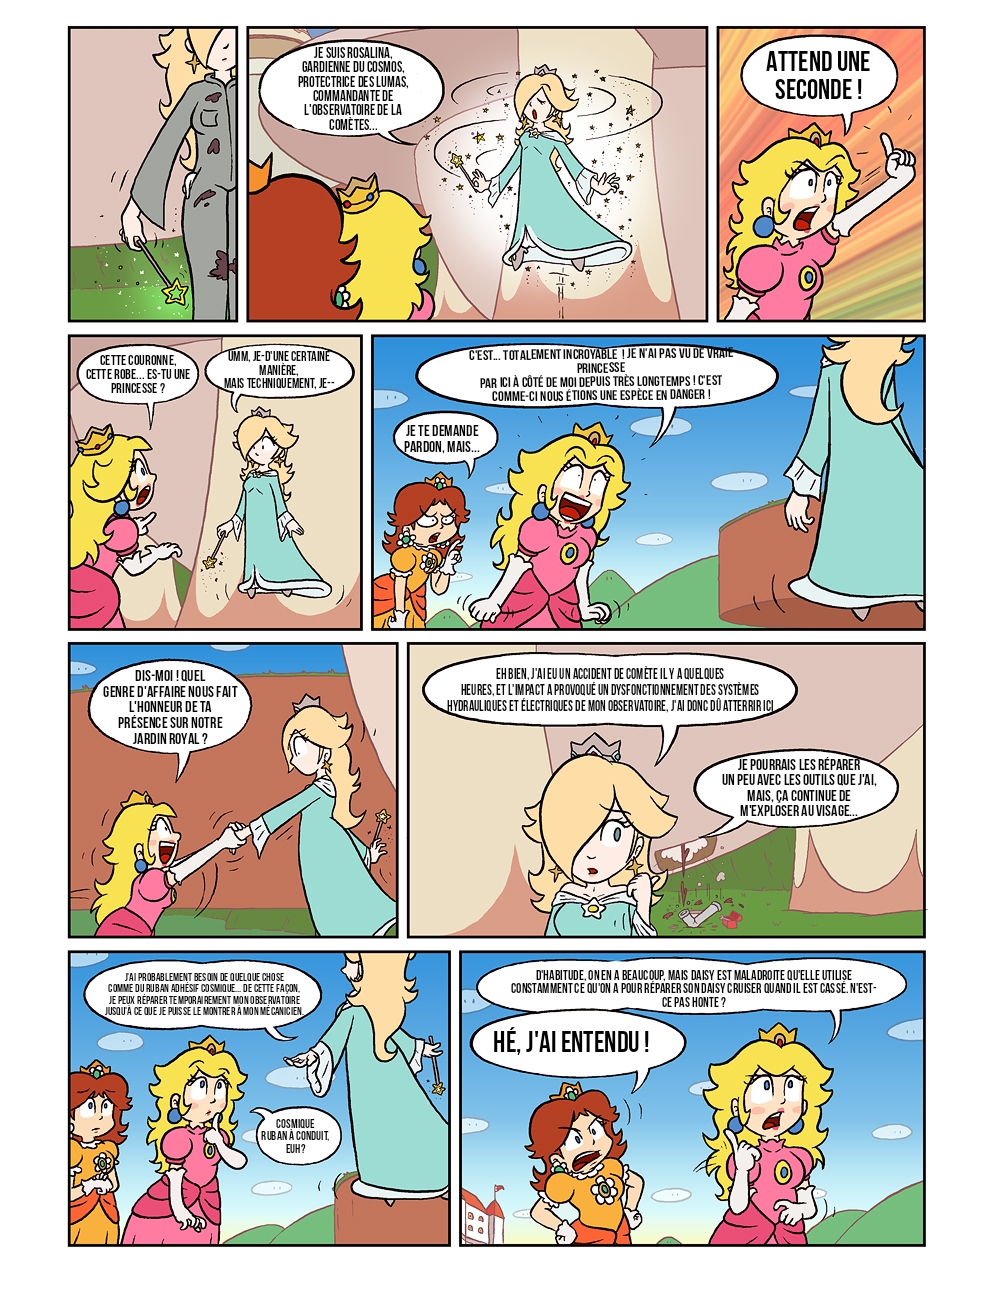 JE SUIS ROSALINA,
GARDIENNE DU COSMOS,
PROTECTRICE DES LUMAS,
COMMANDANTE DE
L'OBSERVATOIRE DE LA
COMÈTES...
ATTEND UNE
SECONDE !
CETTE COURONNE,
CETTE ROBE... ES-TU UNE
PRINCESSE ?
UMM, JE-D'UNE CERTAINE
MANIÈRE,
MAIS TECHNIQUEMENT, JE--
C'EST... TOTALEMENT INCROYABLE ! JE N'AI PAS VU DE VRAIE
PRINCESSE
PAR ICI À CÔTÉ DE MOI DEPUIS TRÈS LONGTEMPS ! C'EST
COMME-CI NOUS ÉTIONS UNE ESPÈCE EN DANGER !
JE TE DEMANDE
PARDON, MAIS...
DIS-MOI ! QUEL
GENRE D'AFFAIRE NOUS FAIT
L'HONNEUR DE TA
PRÉSENCE SUR NOTRE
JARDIN ROYAL ?
EH BIEN, J'AI EU UN ACCIDENT DE COMÈTE IL Y A QUELQUES
HEURES, ET L'IMPACT A PROVOQUÉ UN DYSFONCTIONNEMENT DES SYSTÈMES
HYDRAULIQUES ET ÉLECTRIQUES DE MON OBSERVATOIRE, J'AI DONC DÛ ATTERRIR ICI
JE POURRAIS LES RÉPARER
UN PEU AVEC LES OUTILS QUE J'AI,
MAIS, ÇA CONTINUE DE
M'EXPLOSER AU VISAGE...
J'AI PROBABLEMENT BESOIN DE QUELQUE CHOSE
COMME DU RUBAN ADHÉSIF COSMIQUE... DE CETTE FAÇON,
JE PEUX RÉPARER TEMPORAIREMENT MON OBSERVATOIRE
JUSQU'À CE QUE JE PUISSE LE MONTRER À MON MÉCANICIEN.
COSMIQUE
RUBAN À CONDUIT,
EUH?
D'HABITUDE, ON EN A BEAUCOUP, MAIS DAISY EST MALADROITE QU'ELLE UTILISE
CONSTAMMENT CE QU'ON A POUR RÉPARER SON DAISY CRUISER QUAND IL EST CASSÉ. N'EST-
CE PAS HONTE ?
HÉ, J'AI ENTENDU !